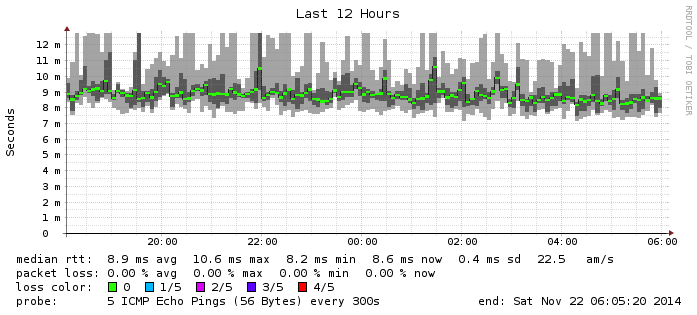 Last 12 Hours
RRDTOOL / TOBI OETIKER
Seconds
12 m
11 m
10 m
9 m
8 m
7 m
6 m
5 m
4 m
3 m
2 m
1 m
0
20:00 22:00 00:00 02:00 04:00 06:00
median rtt: 8.9 ms avg 10.6 ms max 8.2 ms min 8.6 ms now 0.4 ms sd 22.5 am/s
packet loss: 0.00 % avg 0.00 % max 0.00 % min 0.00 % now
loss color: 0 1/5 2/5 3/5 4/5
probe: 5 ICMP Echo Pings (56 Bytes) every 300s end: Sat Nov 22 06:05:20 2014